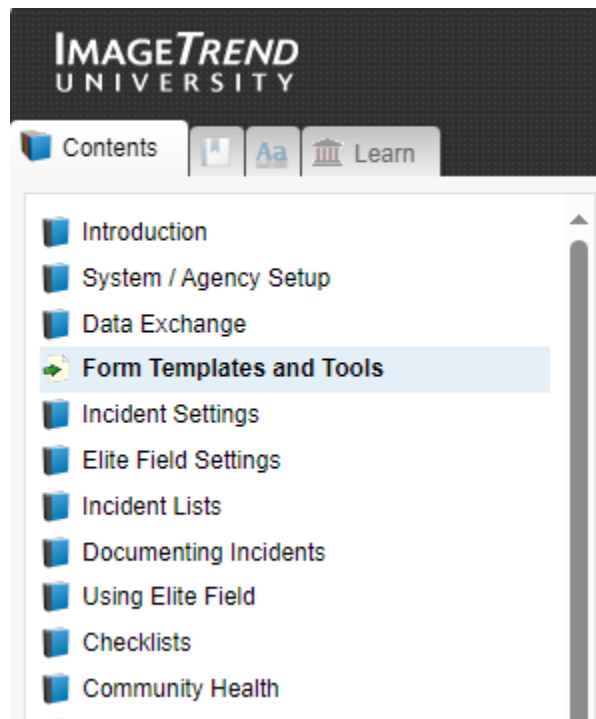 IMAGETREND
UNIVERSITY
Contents Aa Learn
Introduction
System / Agency Setup
Data Exchange
Form Templates and Tools
Incident Settings
Elite Field Settings
Incident Lists
Documenting Incidents
Using Elite Field
Checklists
Community Health